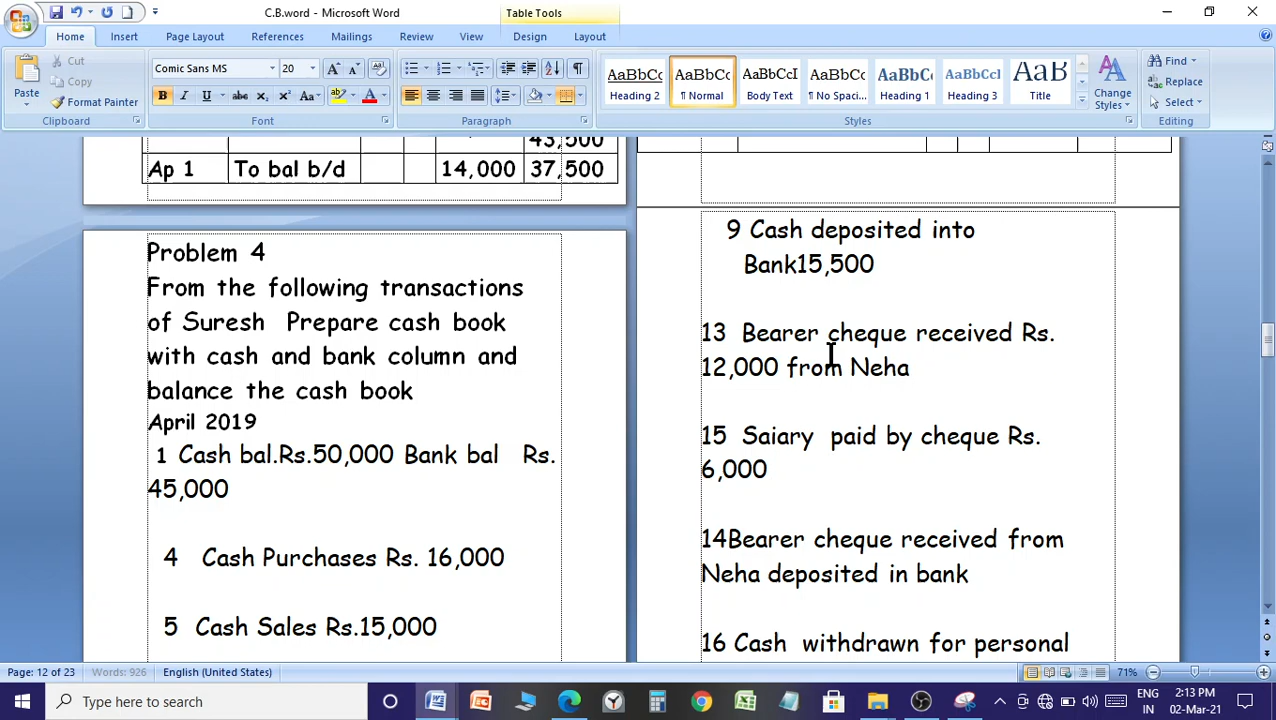 C.B.word - Microsoft Word
Table Tools
Home Insert Page Layout References Mailings Review View Design Layout
Paste
Cut
Copy
Format Painter
Clipboard
Comic Sans MS 20
Font
Paragraph
AaBbCc AaBbCc AaBbCcI AaBbCc AaBbCc AaBbCcI AaB
Heading 2 ¶ Normal Body Text ¶ No Spaci... Heading 1 Heading 3 Title
Change Styles
Styles
Find
Replace
Select
Editing
43,500
Ap 1 To bal b/d 14,000 37,500
Problem 4
From the following transactions
of Suresh Prepare cash book
with cash and bank column and
balance the cash book
April 2019
1 Cash bal.Rs.50,000 Bank bal Rs.
45,000
4 Cash Purchases Rs. 16,000
5 Cash Sales Rs.15,000
9 Cash deposited into
Bank15,500
13 Bearer cheque received Rs.
12,000 from Neha
15 Saiary paid by cheque Rs.
6,000
14Bearer cheque received from
Neha deposited in bank
16 Cash withdrawn for personal
Page: 12 of 23 Words: 926 English (United States) 71%
Type here to search
ENG
IN
2:13 PM
02-Mar-21